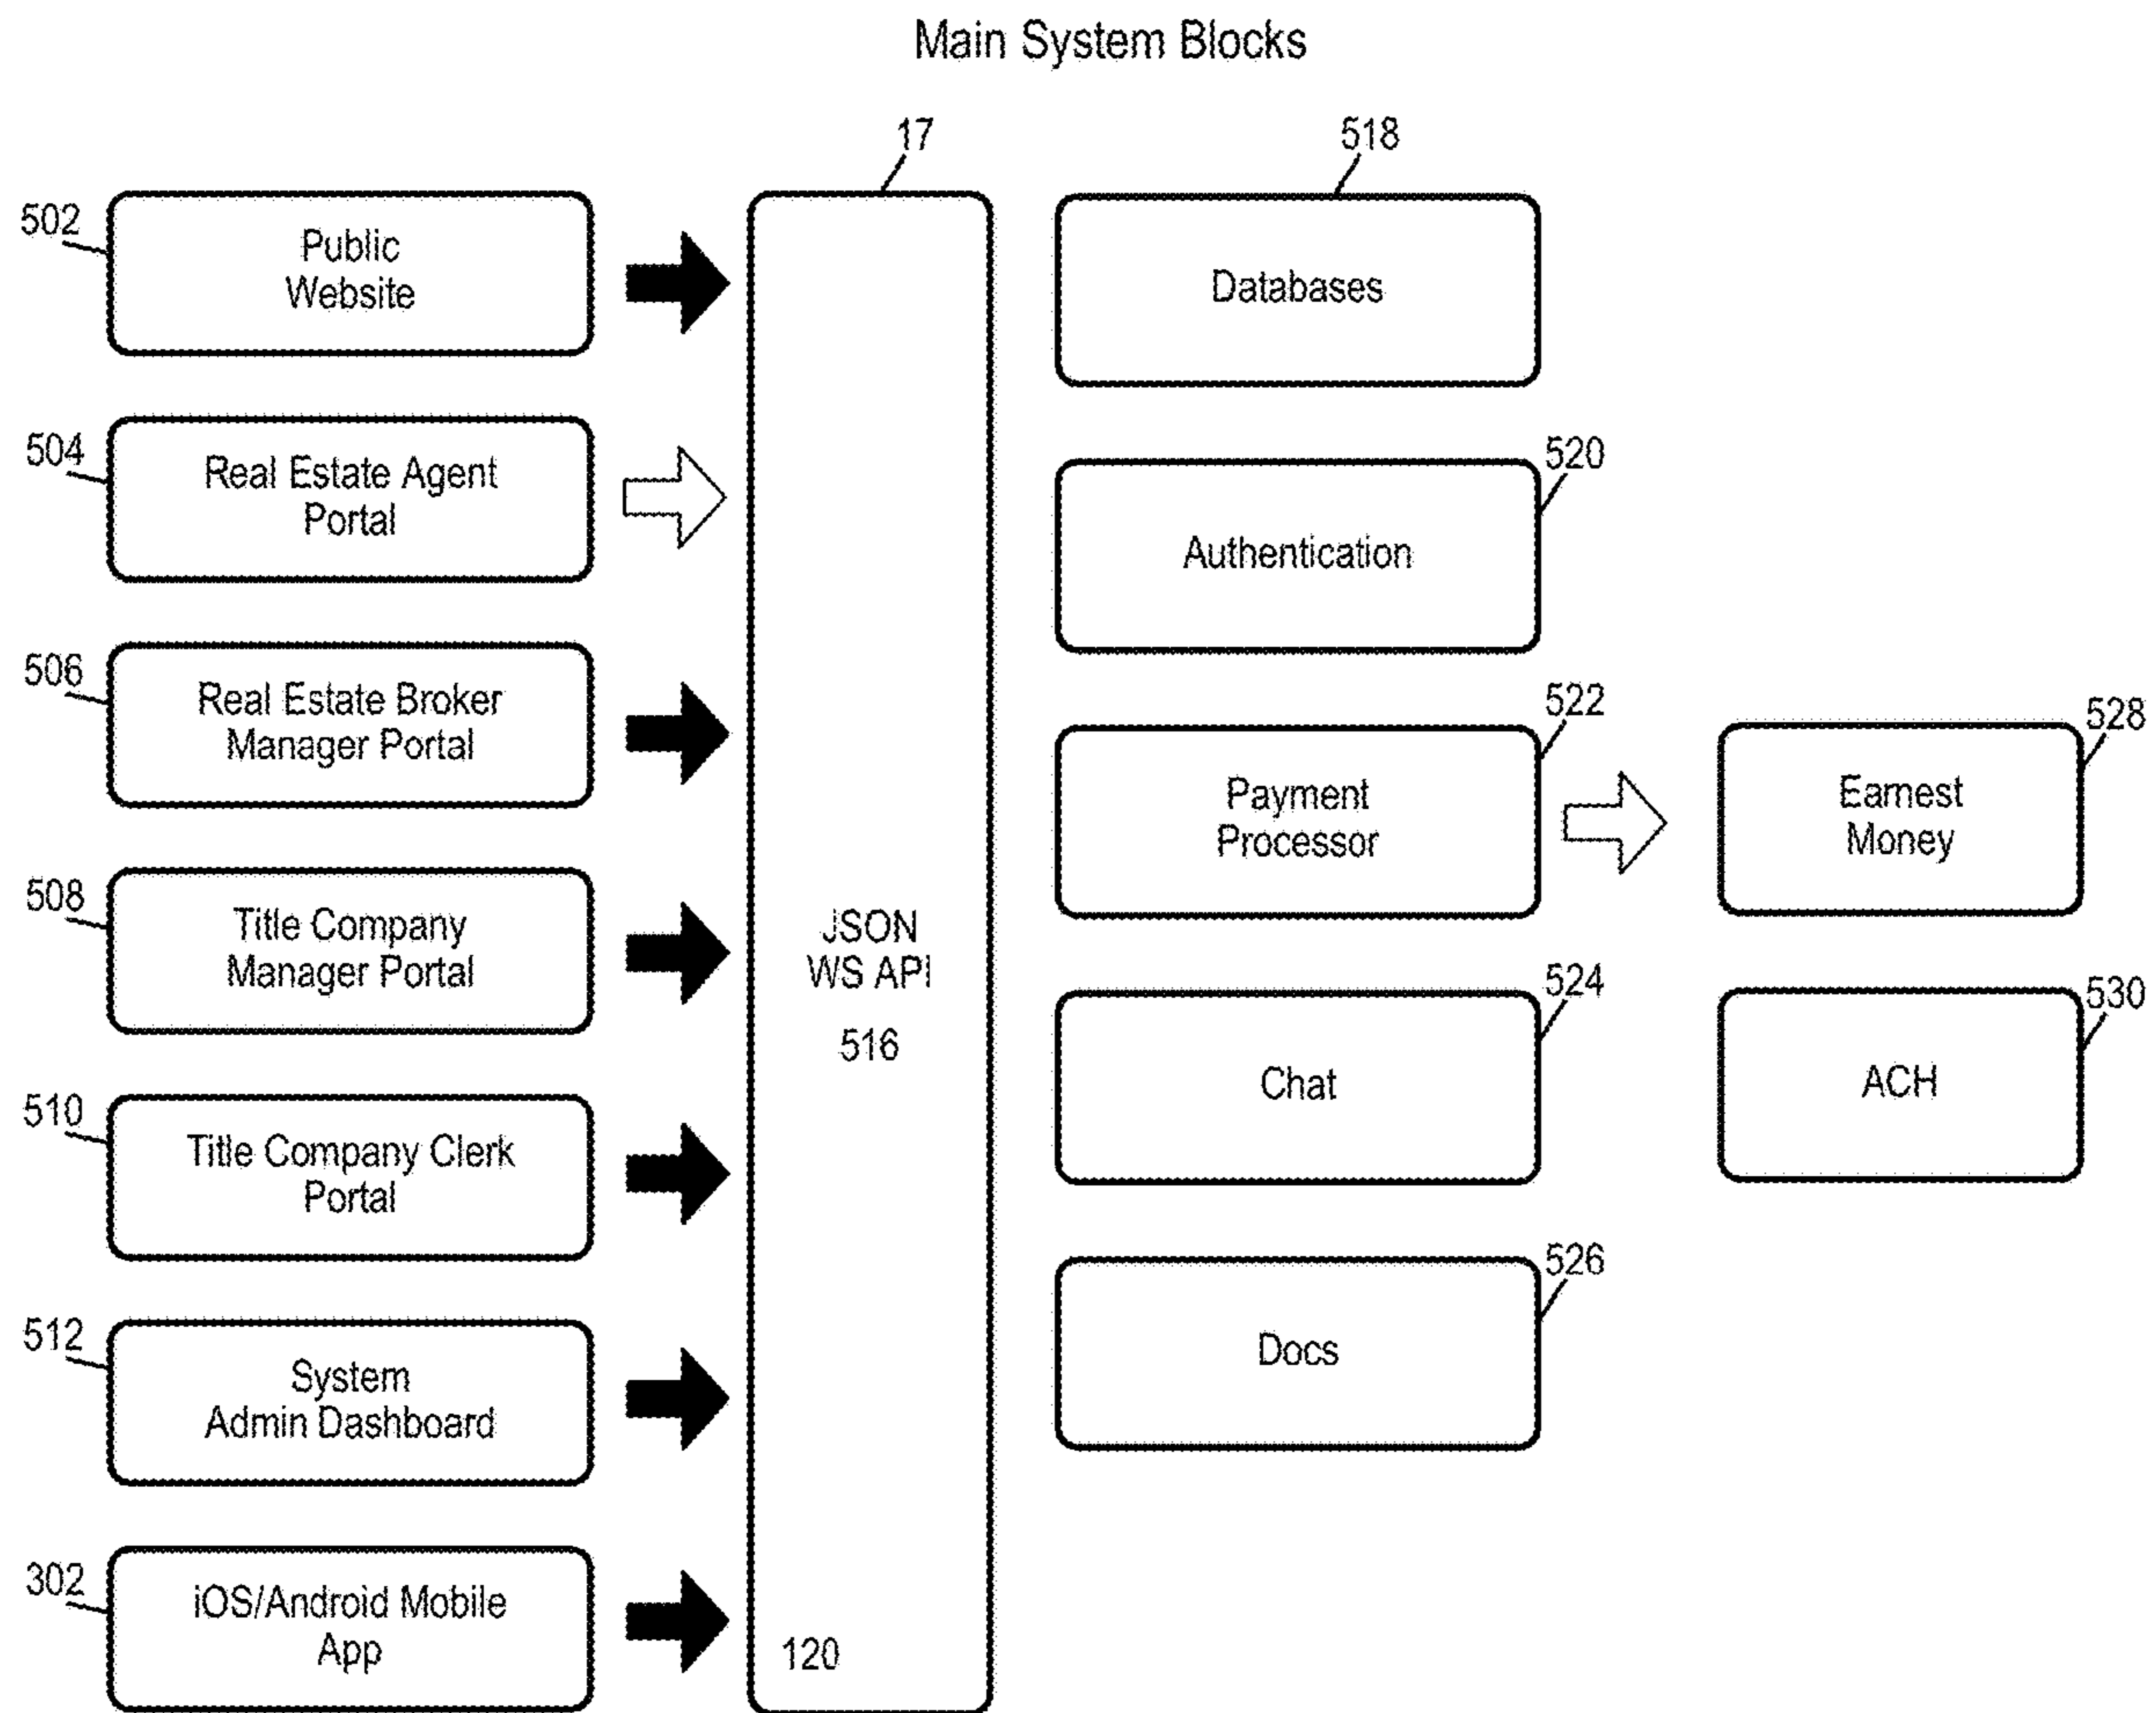 Main System Blocks
17
518
502
Public
Website
Databases
504
Real Estate Agent
Portal
520
Authentication
506
Real Estate Broker
Manager Portal
522
Payment
Processor
528
Earnest
Money
508
Title Company
Manager Portal
JSON
WS API
516
524
Chat
530
ACH
510
Title Company Clerk
Portal
526
Docs
512
System
Admin Dashboard
302
iOS/Android Mobile
App
120